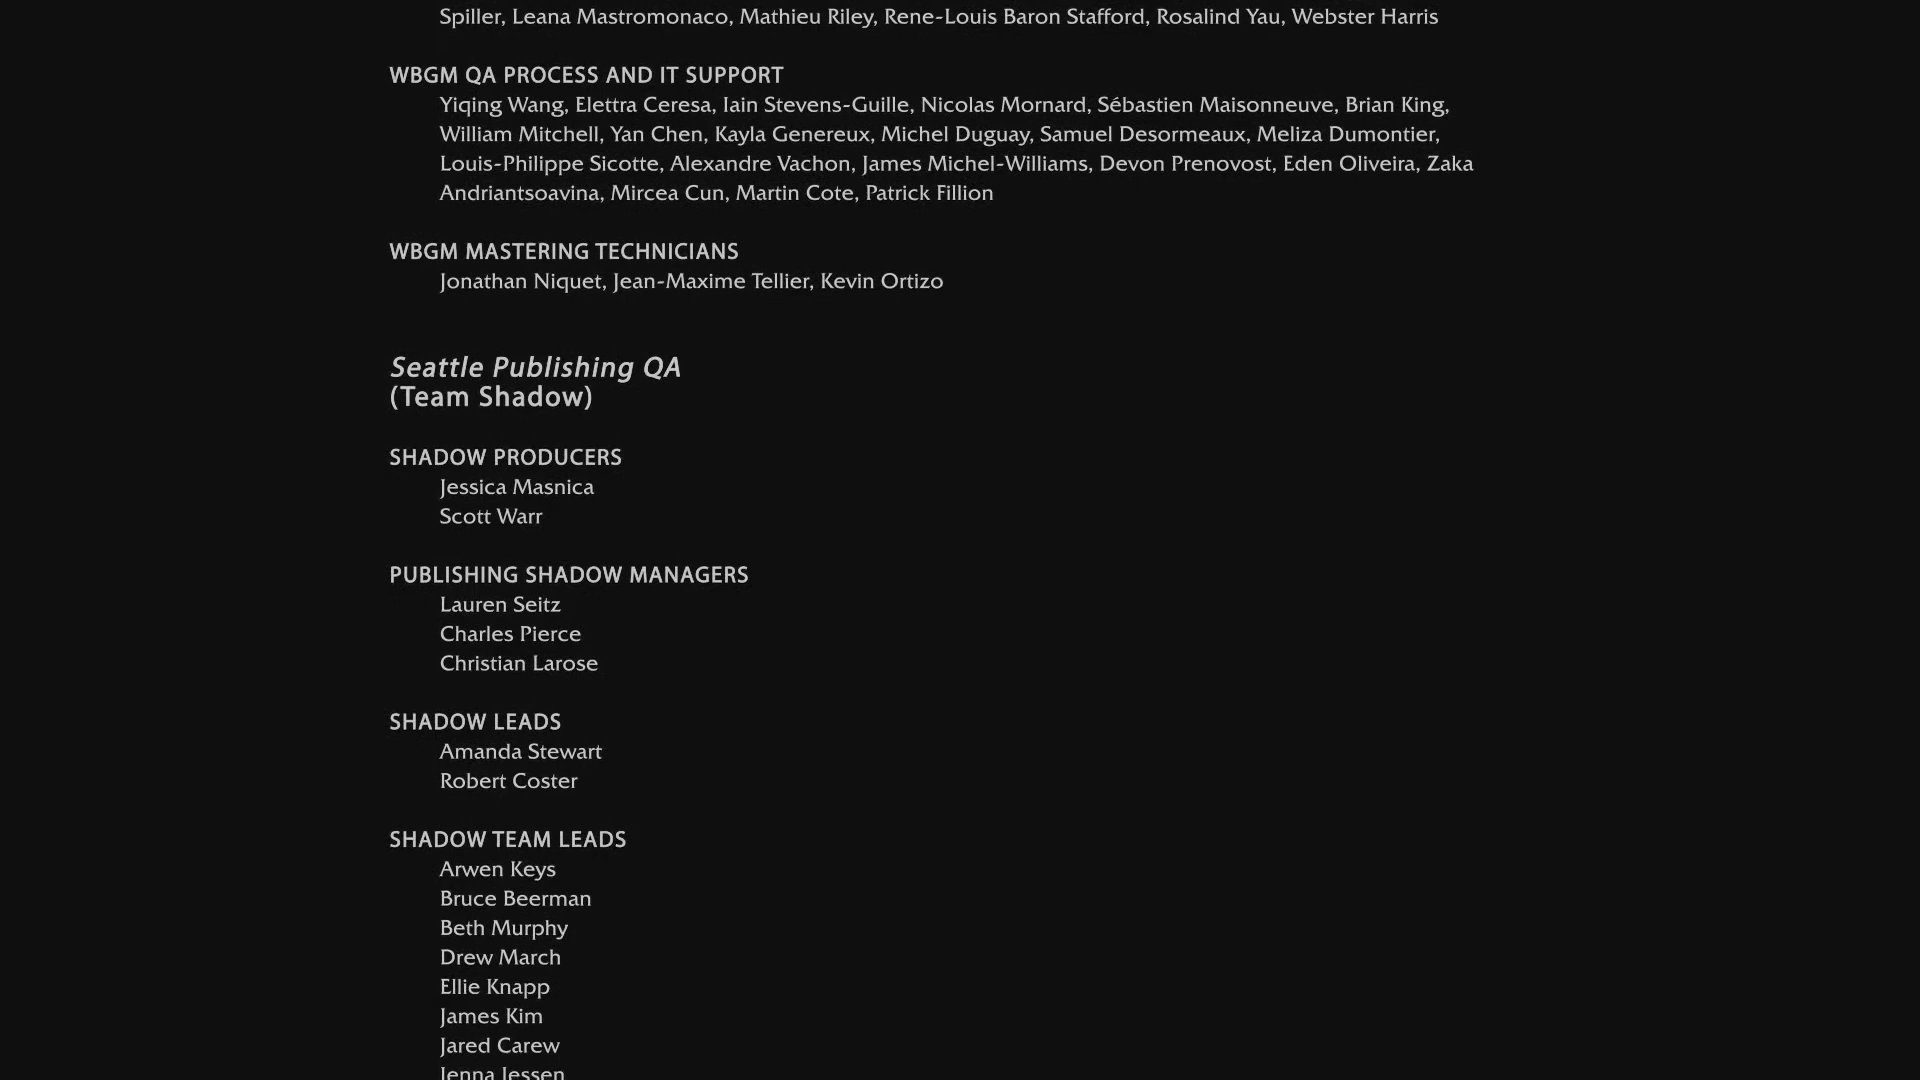 Spiller, Leana Mastromonaco, Mathieu Riley, Rene-Louis Baron Stafford, Rosalind Yau, Webster Harris
WBGM QA PROCESS AND IT SUPPORT
Yiqing Wang, Elettra Ceresa, Iain Stevens-Guille, Nicolas Mornard, Sébastien Maisonneuve, Brian King,
William Mitchell, Yan Chen, Kayla Genereux, Michel Duguay, Samuel Desormeaux, Meliza Dumontier,
Louis-Philippe Sicotte, Alexandre Vachon, James Michel-Williams, Devon Prenovost, Eden Oliveira, Zaka
Andriantsoavina, Mircea Cun, Martin Cote, Patrick Fillion
WBGM MASTERING TECHNICIANS
Jonathan Niquet, Jean-Maxime Tellier, Kevin Ortizo
Seattle Publishing QA
(Team Shadow)
SHADOW PRODUCERS
Jessica Masnica
Scott Warr
PUBLISHING SHADOW MANAGERS
Lauren Seitz
Charles Pierce
Christian Larose
SHADOW LEADS
Amanda Stewart
Robert Coster
SHADOW TEAM LEADS
Arwen Keys
Bruce Beerman
Beth Murphy
Drew March
Ellie Knapp
James Kim
Jared Carew
Jenna Jessen